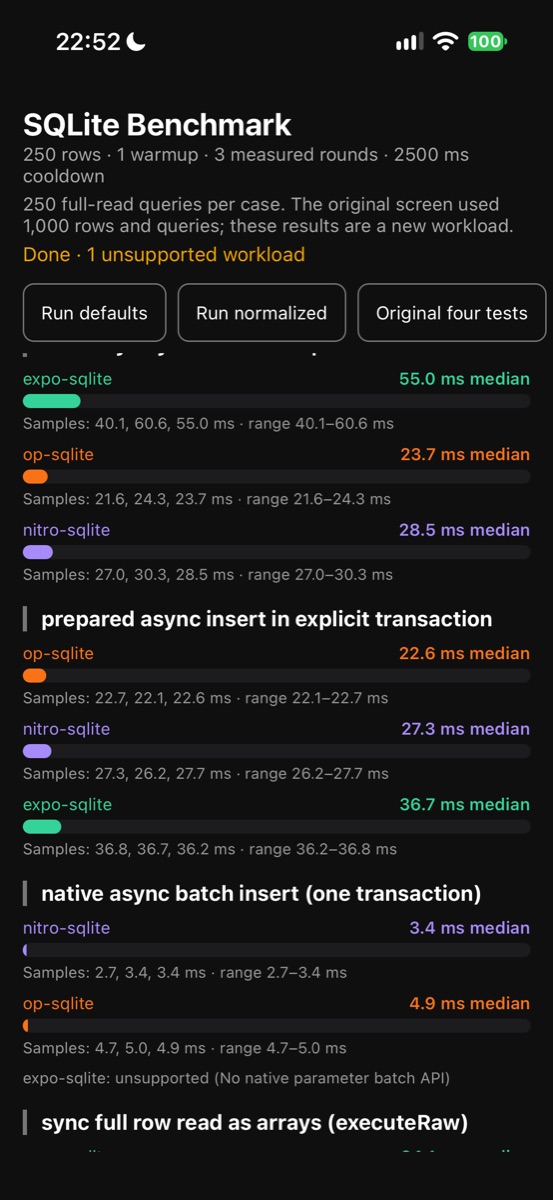 22:52
100
SQLite Benchmark
250 rows · 1 warmup · 3 measured rounds · 2500 ms
cooldown
250 full-read queries per case. The original screen used
1,000 rows and queries; these results are a new workload.
Done · 1 unsupported workload
Run defaults Run normalized Original four tests
expo-sqlite 55.0 ms median
Samples: 40.1, 60.6, 55.0 ms · range 40.1–60.6 ms
op-sqlite 23.7 ms median
Samples: 21.6, 24.3, 23.7 ms · range 21.6–24.3 ms
nitro-sqlite 28.5 ms median
Samples: 27.0, 30.3, 28.5 ms · range 27.0–30.3 ms
prepared async insert in explicit transaction
op-sqlite 22.6 ms median
Samples: 22.7, 22.1, 22.6 ms · range 22.1–22.7 ms
nitro-sqlite 27.3 ms median
Samples: 27.3, 26.2, 27.7 ms · range 26.2–27.7 ms
expo-sqlite 36.7 ms median
Samples: 36.8, 36.7, 36.2 ms · range 36.2–36.8 ms
native async batch insert (one transaction)
nitro-sqlite 3.4 ms median
Samples: 2.7, 3.4, 3.4 ms · range 2.7–3.4 ms
op-sqlite 4.9 ms median
Samples: 4.7, 5.0, 4.9 ms · range 4.7–5.0 ms
expo-sqlite: unsupported (No native parameter batch API)
sync full row read as arrays (executeRaw)